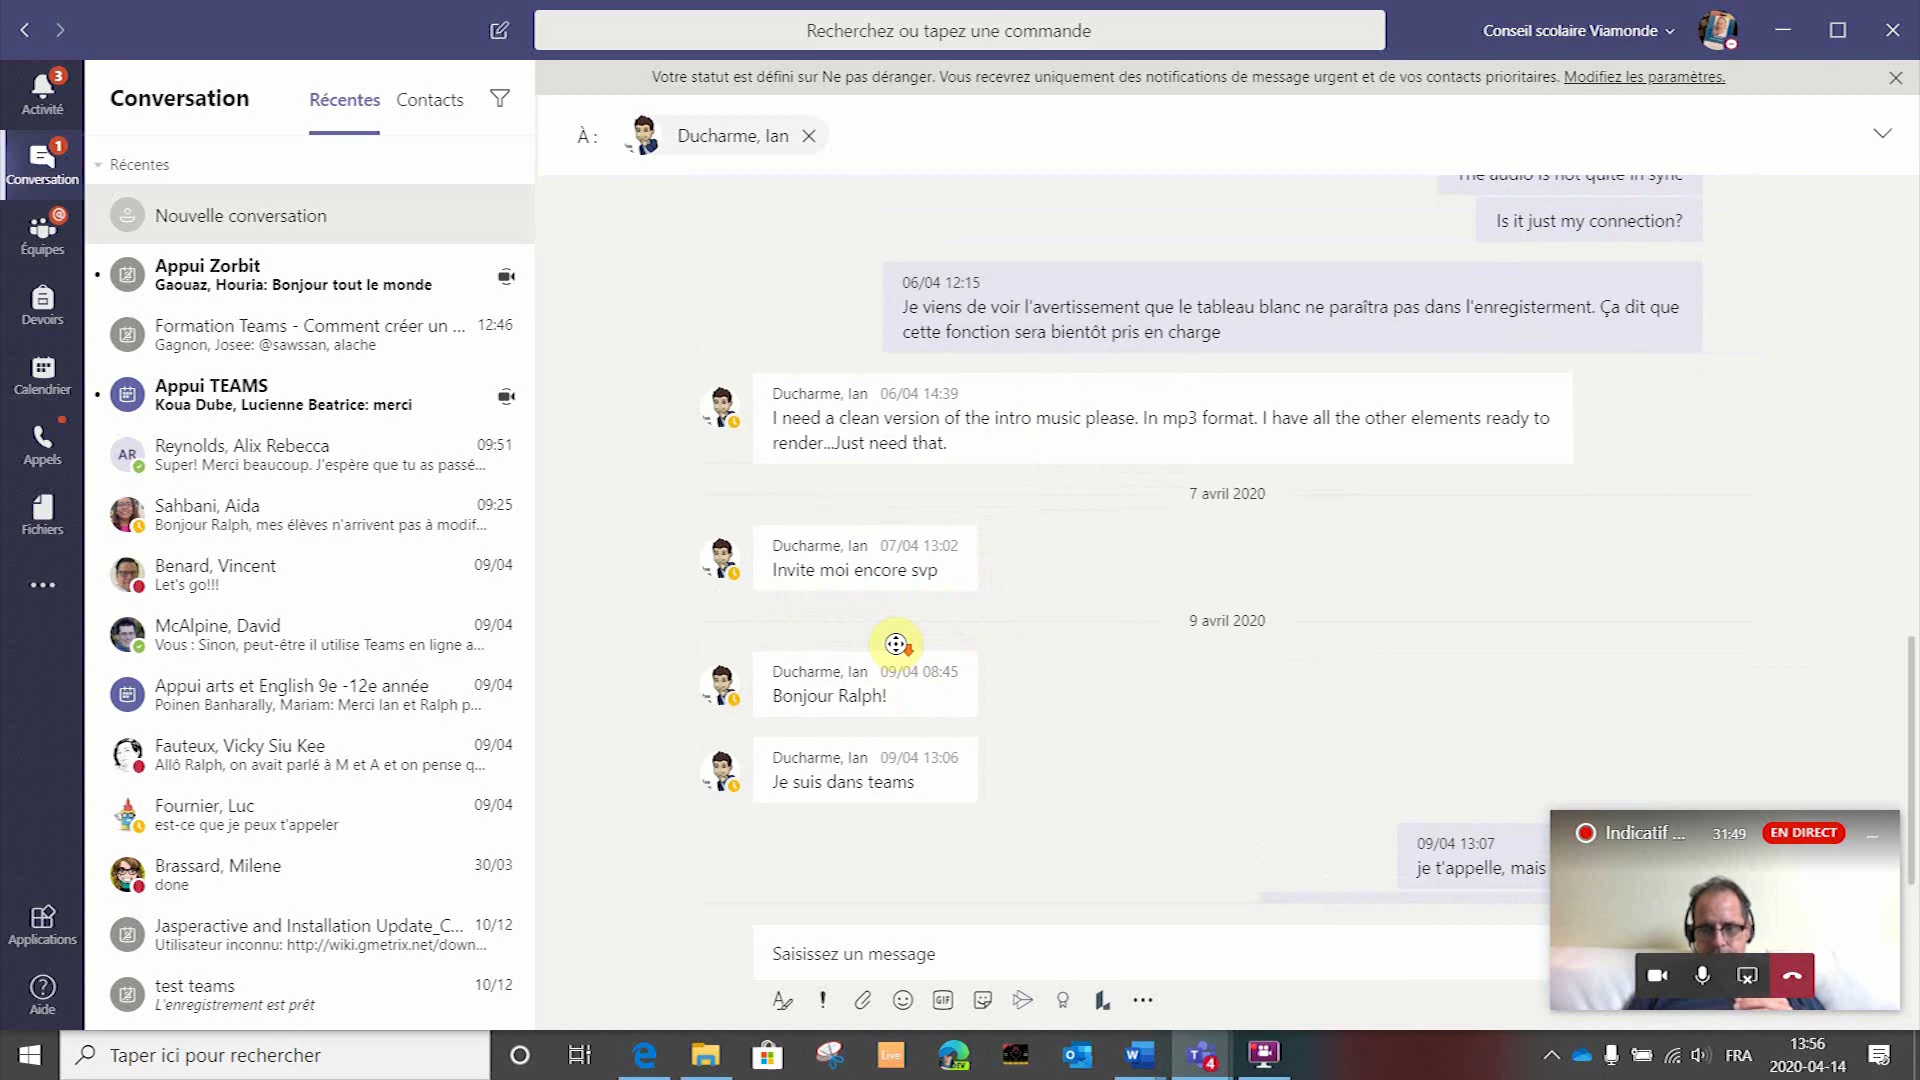 Recherchez ou tapez une commande
Conseil scolaire Viamonde
3
Activité
1
Conversation
@
Équipes
Devoirs
Calendrier
Appels
Fichiers
Applications
Aide
Conversation
Récentes
Contacts
Récentes
Nouvelle conversation
Appui Zorbit
Gaouaz, Houria: Bonjour tout le monde
Formation Teams - Comment créer un ... 12:46
Gagnon, Josee: @sawssan, alache
Appui TEAMS
Koua Dube, Lucienne Beatrice: merci
AR
Reynolds, Alix Rebecca 09:51
Super! Merci beaucoup. J'espère que tu as passé...
Sahbani, Aida 09:25
Bonjour Ralph, mes élèves n'arrivent pas à modif...
Benard, Vincent 09/04
Let's go!!!
McAlpine, David 09/04
Vous : Sinon, peut-être il utilise Teams en ligne a...
Appui arts et English 9e -12e année 09/04
Poinen Banharally, Mariam: Merci Ian et Ralph p...
Fauteux, Vicky Siu Kee 09/04
Allô Ralph, on avait parlé à M et A et on pense q...
Fournier, Luc 09/04
est-ce que je peux t'appeler
Brassard, Milene 30/03
done
Jasperactive and Installation Update_C... 10/12
Utilisateur inconnu: http://wiki.gmetrix.net/down...
test teams 10/12
L'enregistrement est prêt
Votre statut est défini sur Ne pas déranger. Vous recevrez uniquement des notifications de message urgent et de vos contacts prioritaires. Modifiez les paramètres.
À : Ducharme, Ian
The audio is not quite in sync
Is it just my connection?
06/04 12:15
Je viens de voir l'avertissement que le tableau blanc ne paraîtra pas dans l'enregisterment. Ça dit que
cette fonction sera bientôt pris en charge
Ducharme, Ian 06/04 14:39
I need a clean version of the intro music please. In mp3 format. I have all the other elements ready to
render...Just need that.
7 avril 2020
Ducharme, Ian 07/04 13:02
Invite moi encore svp
9 avril 2020
Ducharme, Ian 09/04 08:45
Bonjour Ralph!
Ducharme, Ian 09/04 13:06
Je suis dans teams
09/04 13:07
je t'appelle, mais
Indicatif ... 31:49 EN DIRECT
Saisissez un message
GIF
Taper ici pour rechercher
Live
DEV
4
FRA
13:56
2020-04-14